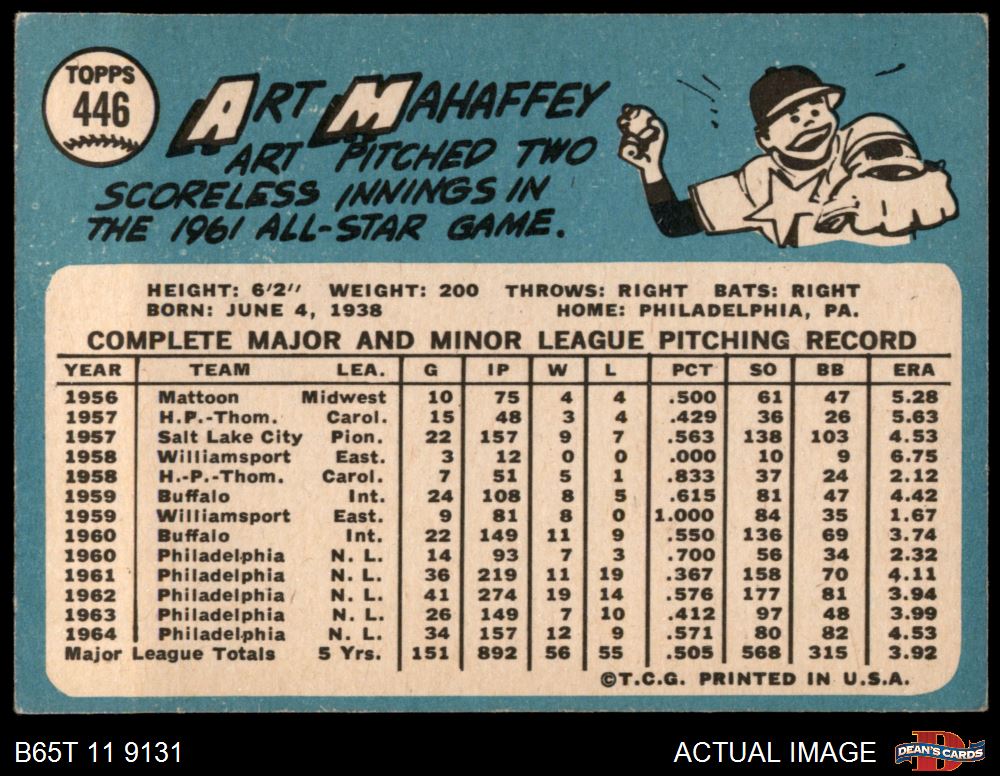 TOPPS
446
ART MAHAFFEY
ART PITCHED TWO
SCORELESS INNINGS IN
THE 1961 ALL-STAR GAME.
HEIGHT: 6'2" WEIGHT: 200 THROWS: RIGHT BATS: RIGHT
BORN: JUNE 4, 1938 HOME: PHILADELPHIA, PA.
COMPLETE MAJOR AND MINOR LEAGUE PITCHING RECORD
YEAR TEAM LEA. G IP W L PCT SO BB ERA
1956 Mattoon Midwest 10 75 4 4 .500 61 47 5.28
1957 H.P.-Thom. Carol. 15 48 3 4 .429 36 26 5.63
1957 Salt Lake City Pion. 22 157 9 7 .563 138 103 4.53
1958 Williamsport East. 3 12 0 0 .000 10 9 6.75
1958 H.-P.-Thom. Carol. 7 51 5 1 .833 37 24 2.12
1959 Buffalo Int. 24 108 8 5 .615 81 47 4.42
1959 Williamsport East. 9 81 8 0 1.000 84 35 1.67
1960 Buffalo Int. 22 149 11 9 .550 136 69 3.74
1960 Philadelphia N. L. 14 93 7 3 .700 56 34 2.32
1961 Philadelphia N. L. 36 219 11 19 .367 158 70 4.11
1962 Philadelphia N. L. 41 274 19 14 .576 177 81 3.94
1963 Philadelphia N. L. 26 149 7 10 .412 97 48 3.99
1964 Philadelphia N. L. 34 157 12 9 .571 80 82 4.53
Major League Totals 5 Yrs. 151 892 56 55 .505 568 315 3.92
©T.C.G. PRINTED IN U.S.A.
B65T 11 9131 ACTUAL IMAGE
D
DEAN'S CARDS